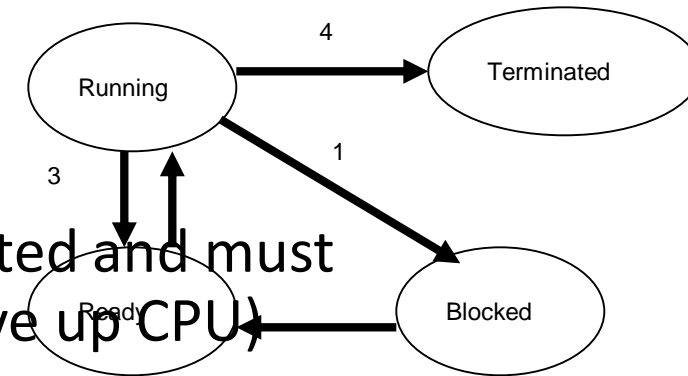 4
Running
Terminated
1
3
ted and must
Ready
ve up CPU)
Blocked